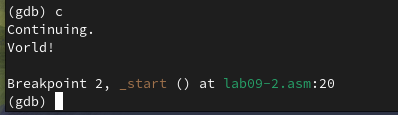 (gdb) c
Continuing.
Vorld!
Breakpoint 2, _start () at lab09-2.asm:20
(gdb)